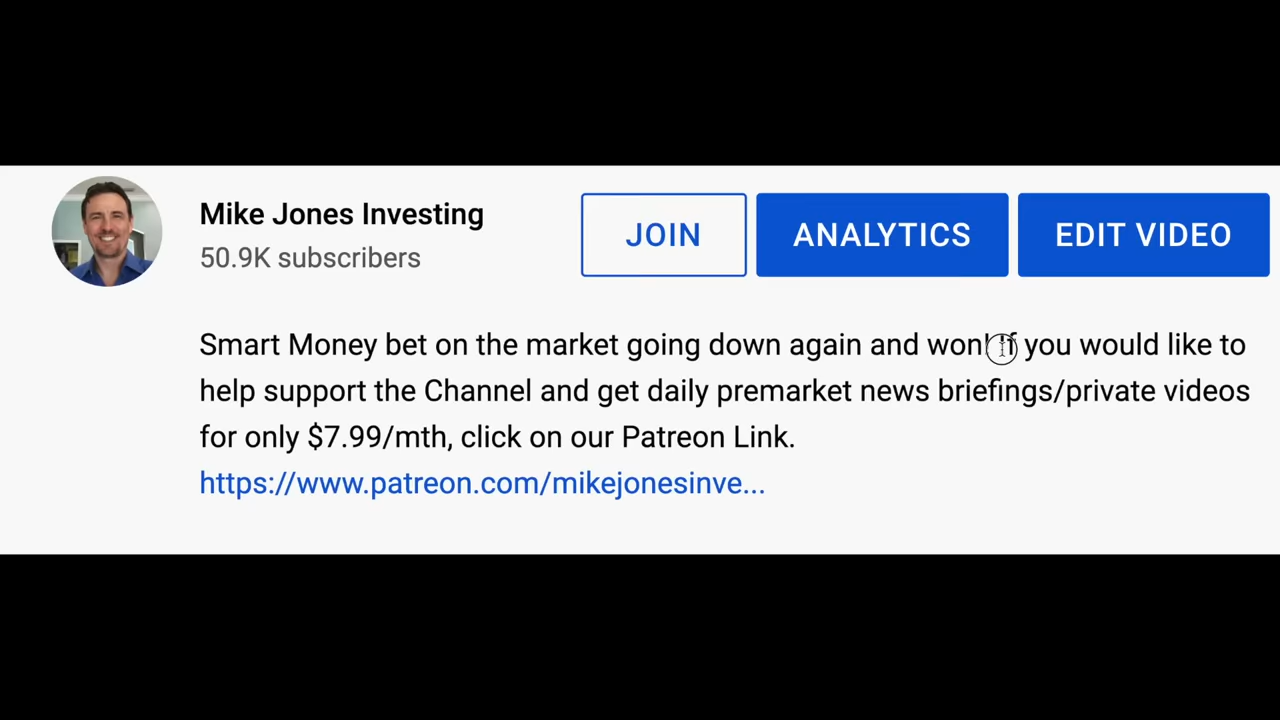 Mike Jones Investing
50.9K subscribers
JOIN
ANALYTICS
EDIT VIDEO
Smart Money bet on the market going down again and won! If you would like to
help support the Channel and get daily premarket news briefings/private videos
for only $7.99/mth, click on our Patreon Link.
https://www.patreon.com/mikejonesinve...